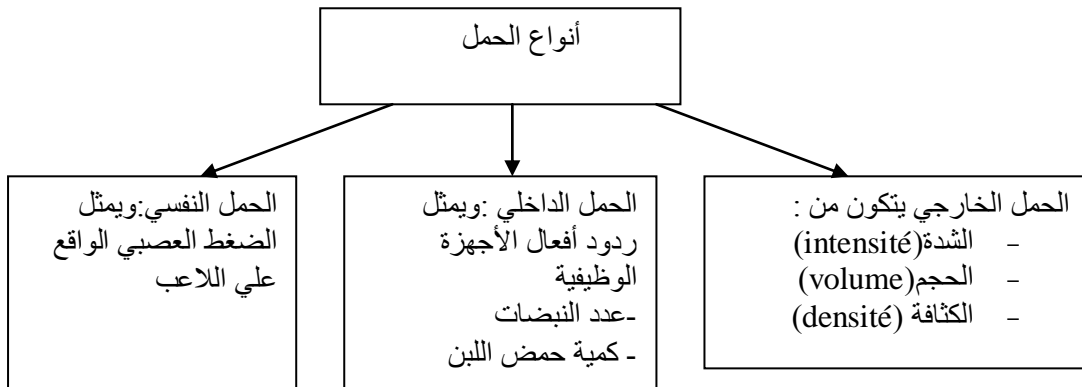 أنواع الحمل
الحمل الخارجي يتكون من :
- الشدة(intensité)
- الحجم(volume)
- الكثافة (densité)
الحمل الداخلي :ويمثل
ردود أفعال الأجهزة
الوظيفية
-عدد النبضات
- كمية حمض اللبن
الحمل النفسي:ويمثل
الضغط العصبي الواقع
علي اللاعب